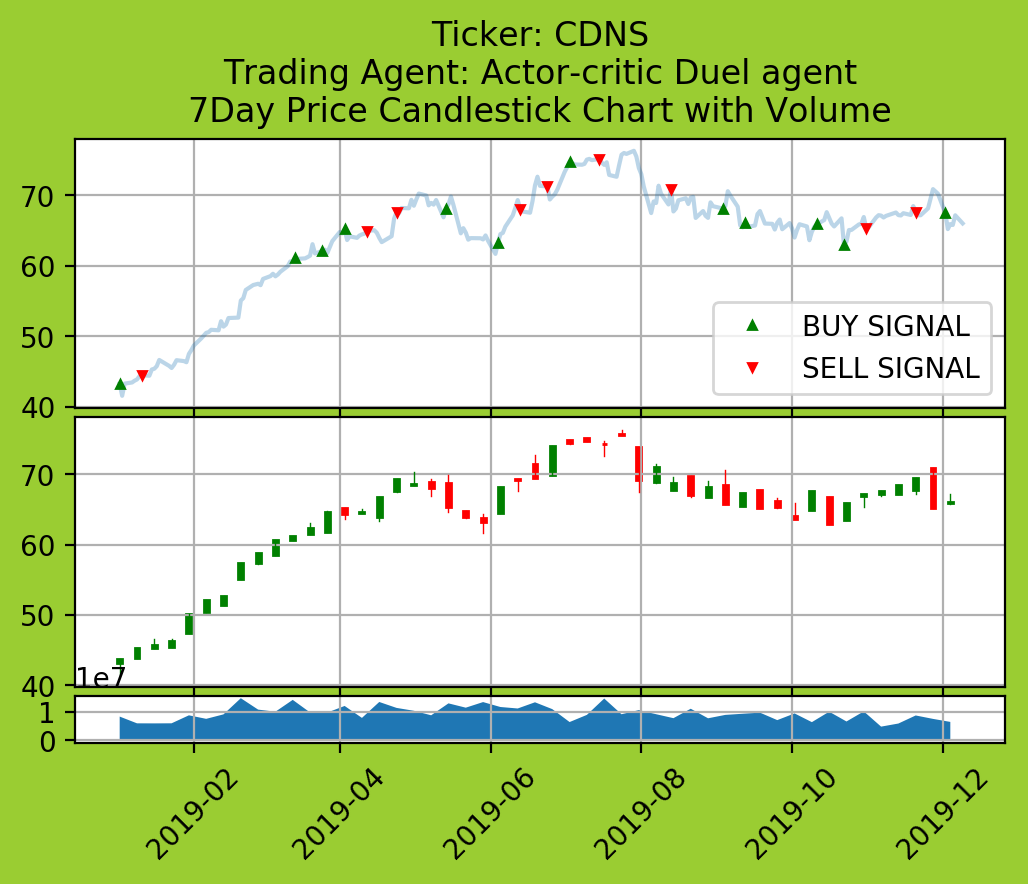 Ticker: CDNS
Trading Agent: Actor-critic Duel agent
7Day Price Candlestick Chart with Volume
70
60
50
40
BUY SIGNAL
SELL SIGNAL
70
60
50
40
1e7
1
0
2019-02
2019-04
2019-06
2019-08
2019-10
2019-12